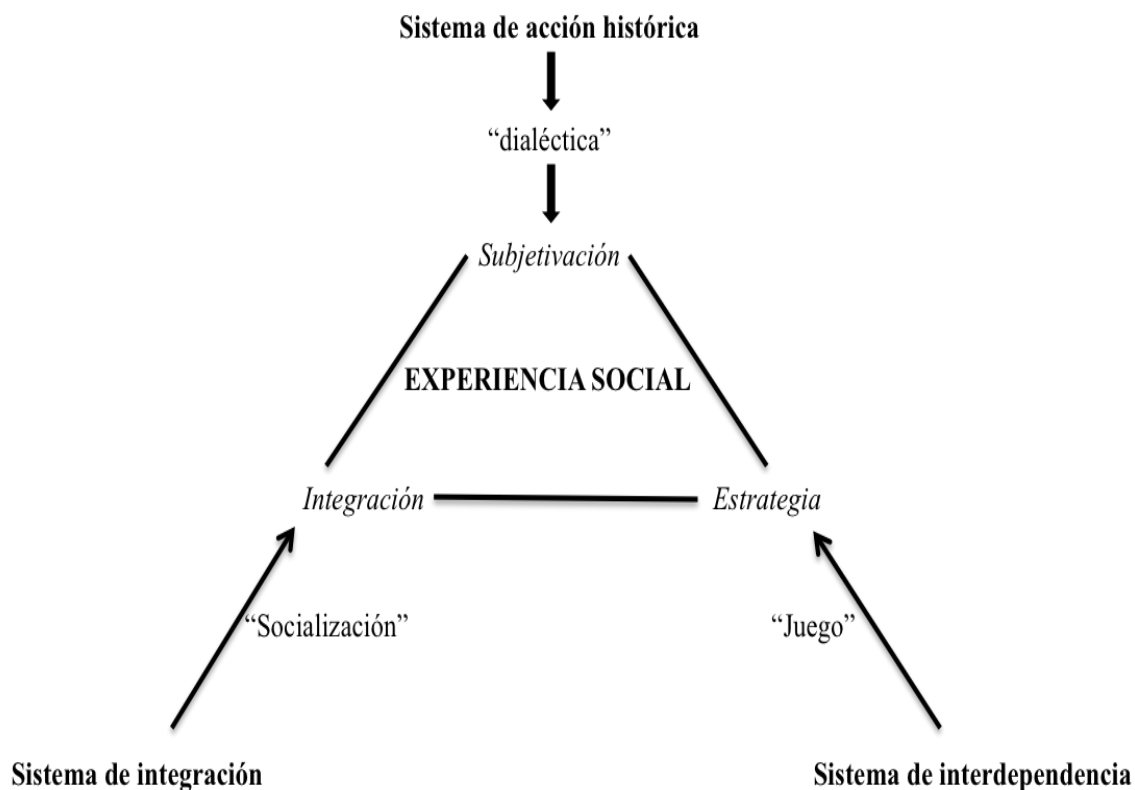 Sistema de acción histórica
“dialéctica”
Subjetivación
EXPERIENCIA SOCIAL
Integración
Estrategia
“Socialización”
“Juego”
Sistema de integración
Sistema de interdependencia